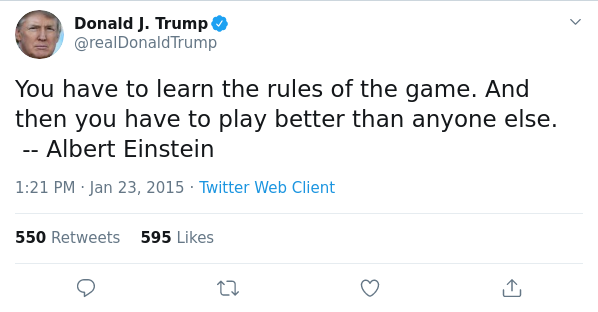 Donald J. Trump
@realDonaldTrump
You have to learn the rules of the game. And
then you have to play better than anyone else.
-- Albert Einstein
1:21 PM · Jan 23, 2015 · Twitter Web Client
550 Retweets 595 Likes